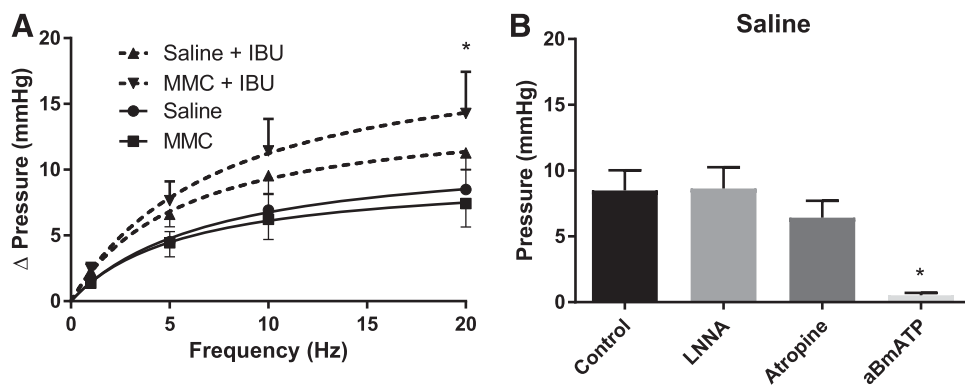 A
20
15
10
5
0
Δ Pressure (mmHg)
Saline + IBU
MMC + IBU
Saline
MMC
*
0 5 10 15 20
Frequency (Hz)
B
Saline
20
15
10
5
0
Pressure (mmHg)
*
Control LNNA Atropine aBmATP